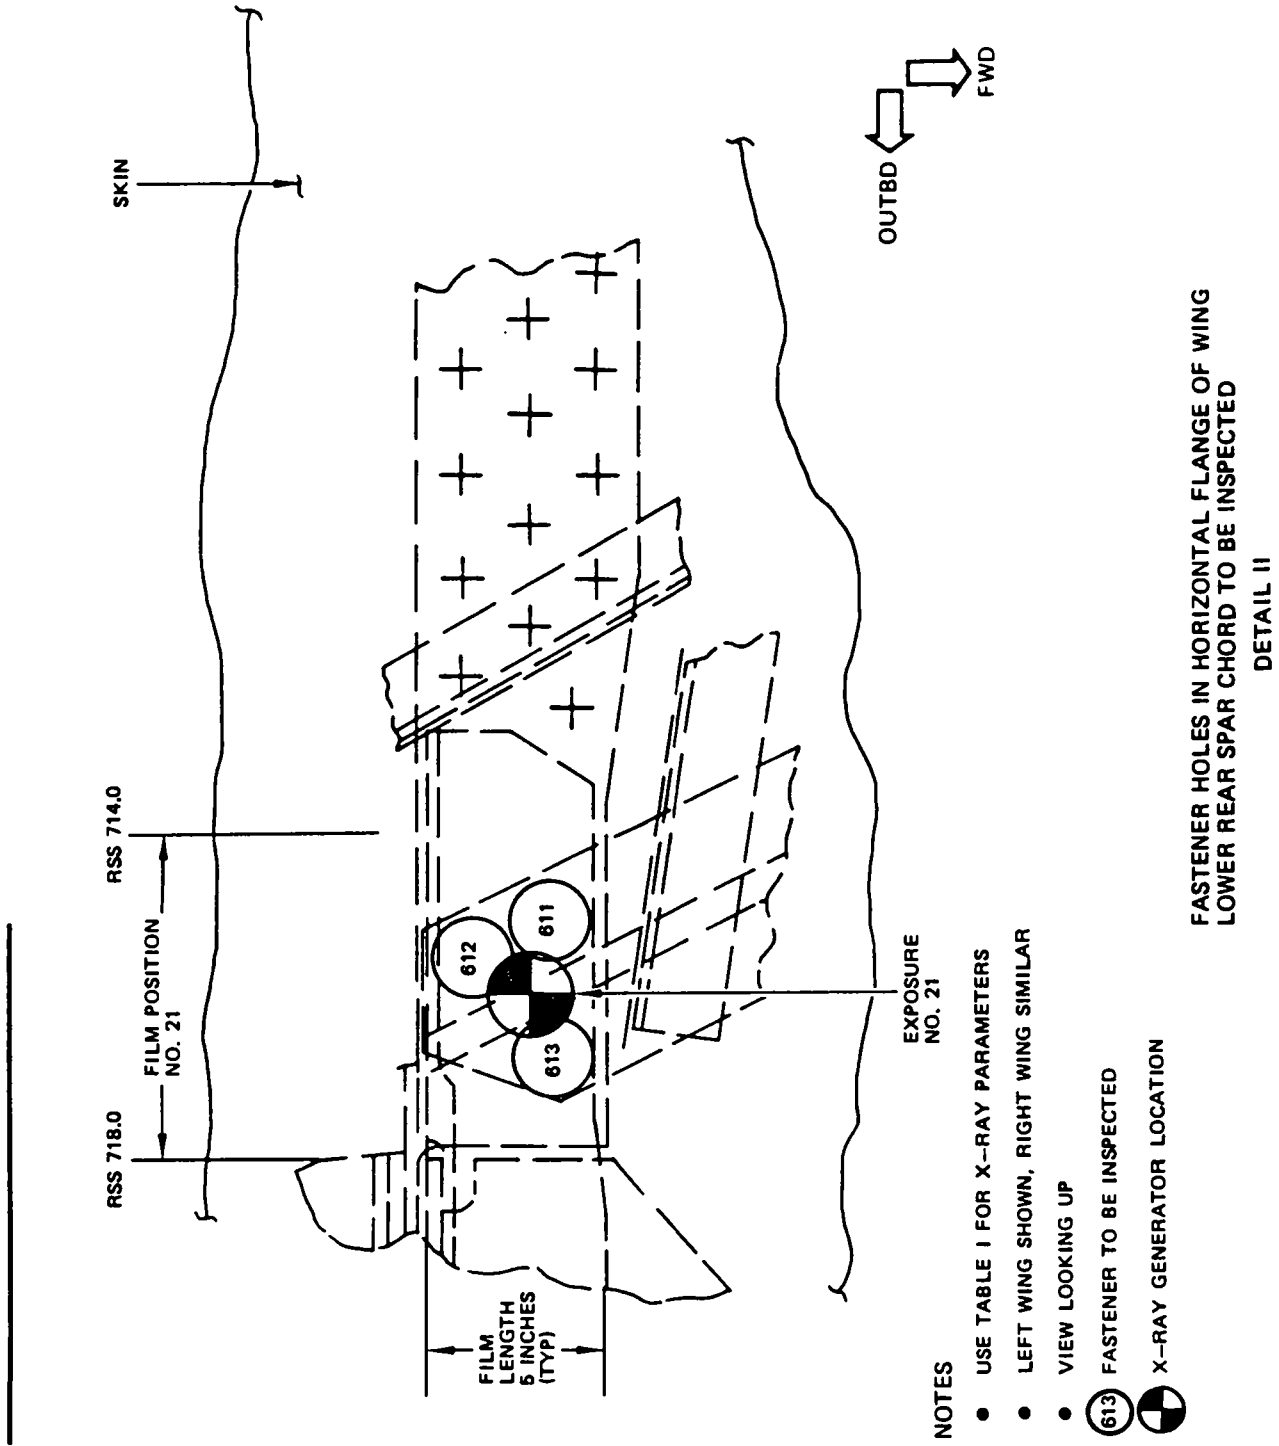 RSS 718.0
FILM POSITION
NO. 21
RSS 714.0
SKIN
FILM
LENGTH
5 INCHES
(TYP)
613
612
611
EXPOSURE
NO. 21
OUTBD
FWD
NOTES
● USE TABLE I FOR X-RAY PARAMETERS
● LEFT WING SHOWN, RIGHT WING SIMILAR
● VIEW LOOKING UP
613 FASTENER TO BE INSPECTED
X-RAY GENERATOR LOCATION
FASTENER HOLES IN HORIZONTAL FLANGE OF WING
LOWER REAR SPAR CHORD TO BE INSPECTED
DETAIL II